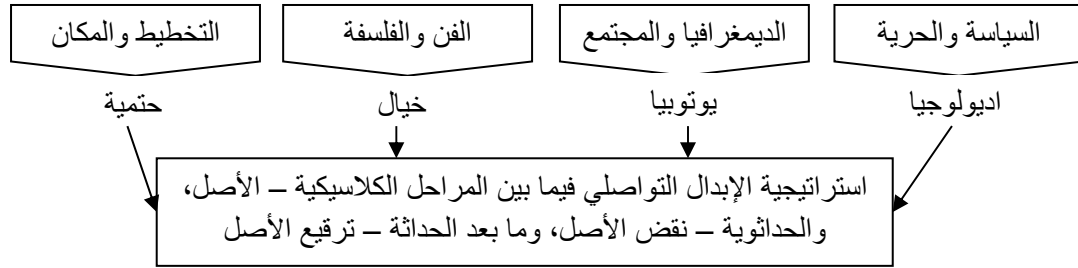 السياسة والحرية
الديمغرافيا والمجتمع
الفن والفلسفة
التخطيط والمكان
اديولوجيا
يوتوبيا
خيال
حتمية
استراتيجية الإبدال التواصلي فيما بين المراحل الكلاسيكية – الأصل،
والحداثوية – نقض الأصل، وما بعد الحداثة – ترقيع الأصل